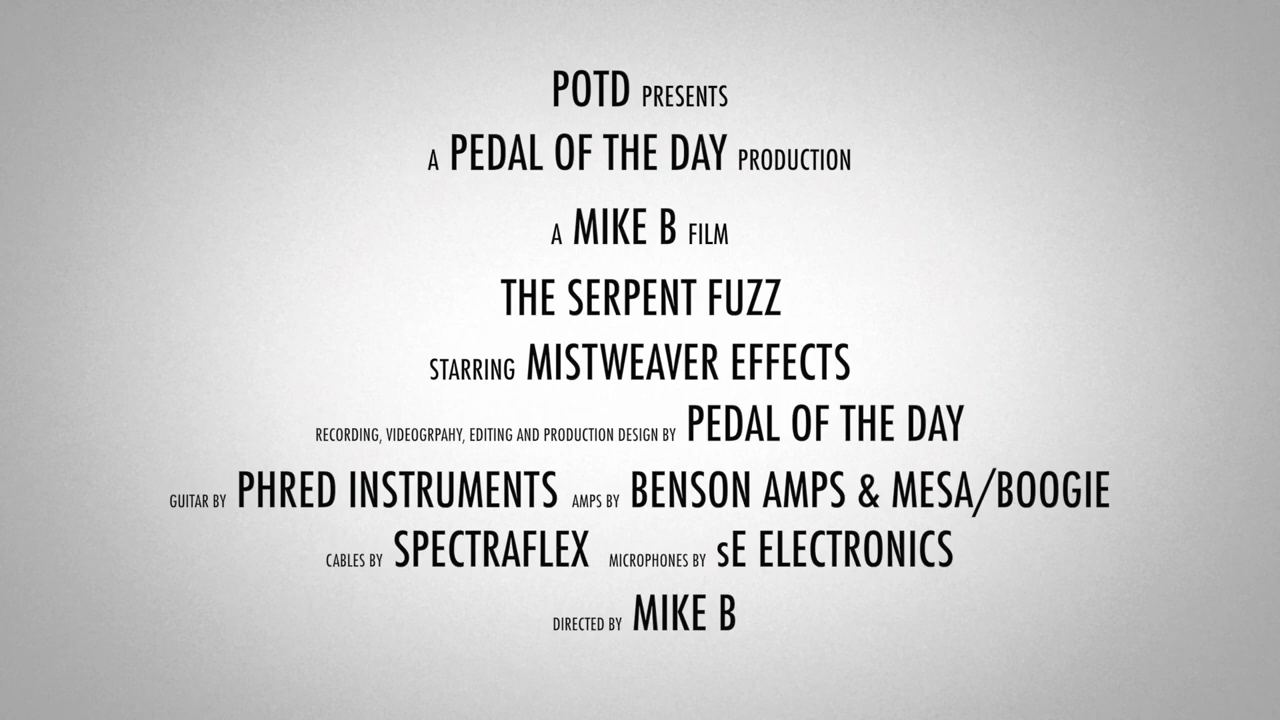 POTD PRESENTS
A PEDAL OF THE DAY PRODUCTION
A MIKE B FILM
THE SERPENT FUZZ
STARRING MISTWEAVER EFFECTS
RECORDING, VIDEOGRPAHY, EDITING AND PRODUCTION DESIGN BY PEDAL OF THE DAY
GUITAR BY PHRED INSTRUMENTS AMPS BY BENSON AMPS & MESA/BOOGIE
CABLES BY SPECTRAFLEX MICROPHONES BY sE ELECTRONICS
DIRECTED BY MIKE B